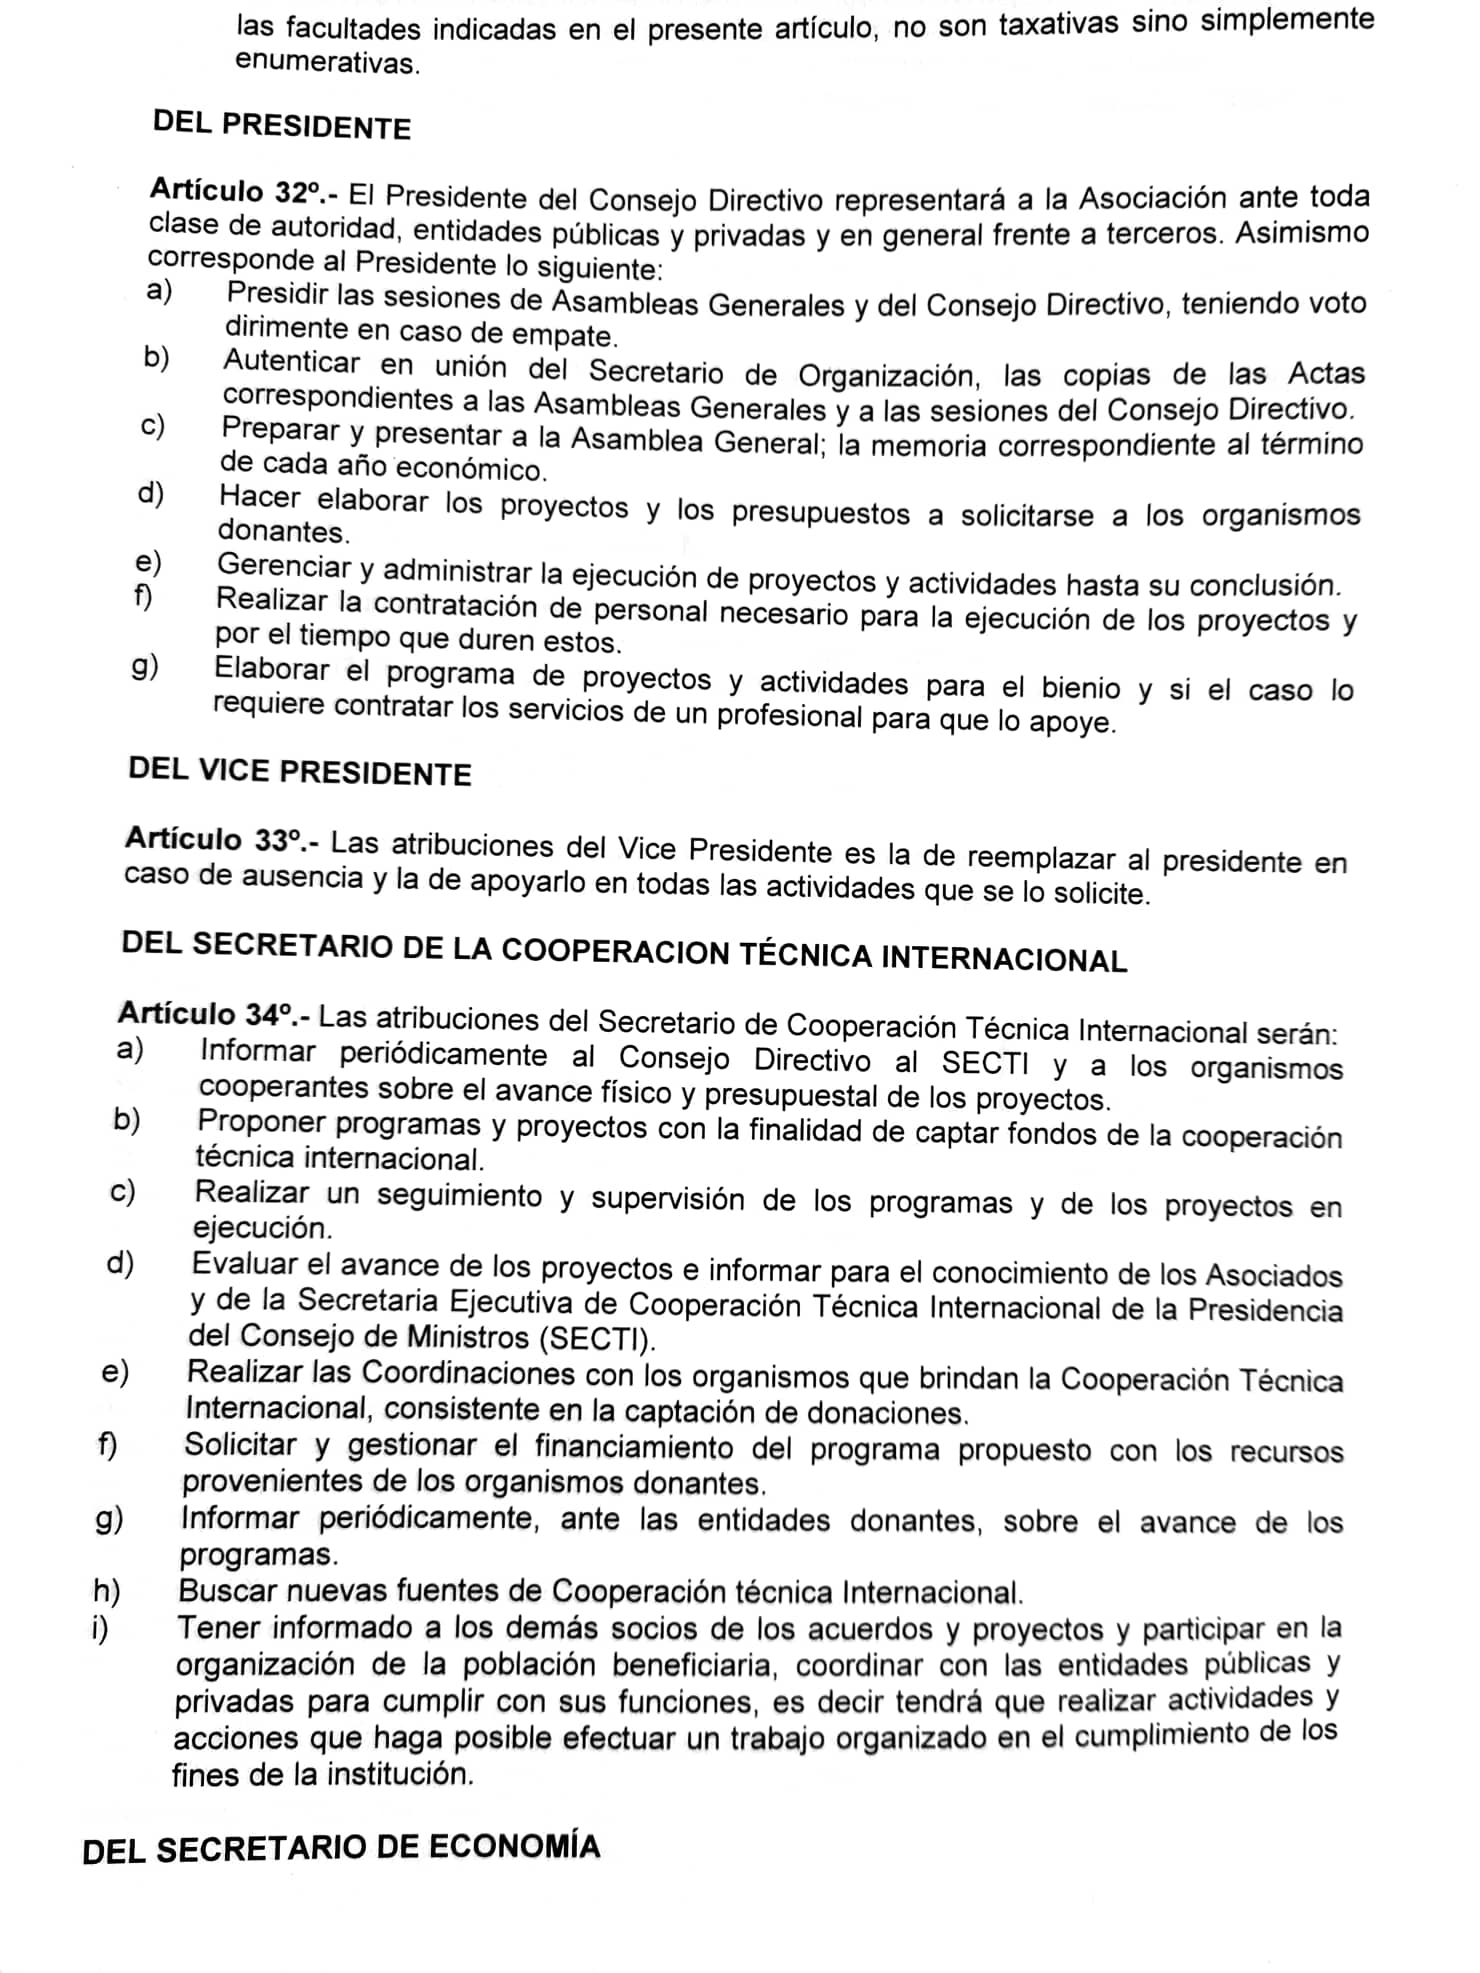 las facultades indicadas en el presente artículo, no son taxativas sino simplemente
enumerativas.
DEL PRESIDENTE
Artículo 32º.- El Presidente del Consejo Directivo representará a la Asociación ante toda
clase de autoridad, entidades públicas y privadas y en general frente a terceros. Asimismo
corresponde al Presidente lo siguiente:
a) Presidir las sesiones de Asambleas Generales y del Consejo Directivo, teniendo voto
dirimente en caso de empate.
b) Autenticar en unión del Secretario de Organización, las copias de las Actas
correspondientes a las Asambleas Generales y a las sesiones del Consejo Directivo.
c) Preparar y presentar a la Asamblea General; la memoria correspondiente al término
de cada año económico.
d) Hacer elaborar los proyectos y los presupuestos a solicitarse a los organismos
donantes.
e) Gerenciar y administrar la ejecución de proyectos y actividades hasta su conclusión.
f) Realizar la contratación de personal necesario para la ejecución de los proyectos y
por el tiempo que duren estos.
g) Elaborar el programa de proyectos y actividades para el bienio y si el caso lo
requiere contratar los servicios de un profesional para que lo apoye.
DEL VICE PRESIDENTE
Artículo 33º.- Las atribuciones del Vice Presidente es la de reemplazar al presidente en
caso de ausencia y la de apoyarlo en todas las actividades que se lo solicite.
DEL SECRETARIO DE LA COOPERACION TÉCNICA INTERNACIONAL
Artículo 34º.- Las atribuciones del Secretario de Cooperación Técnica Internacional serán:
a) Informar periódicamente al Consejo Directivo al SECTI y a los organismos
cooperantes sobre el avance físico y presupuestal de los proyectos.
b) Proponer programas y proyectos con la finalidad de captar fondos de la cooperación
técnica internacional.
c) Realizar un seguimiento y supervisión de los programas y de los proyectos en
ejecución.
d) Evaluar el avance de los proyectos e informar para el conocimiento de los Asociados
y de la Secretaria Ejecutiva de Cooperación Técnica Internacional de la Presidencia
del Consejo de Ministros (SECTI).
e) Realizar las Coordinaciones con los organismos que brindan la Cooperación Técnica
Internacional, consistente en la captación de donaciones.
f) Solicitar y gestionar el financiamiento del programa propuesto con los recursos
provenientes de los organismos donantes.
g) Informar periódicamente, ante las entidades donantes, sobre el avance de los
programas.
h) Buscar nuevas fuentes de Cooperación técnica Internacional.
i) Tener informado a los demás socios de los acuerdos y proyectos y participar en la
organización de la población beneficiaria, coordinar con las entidades públicas y
privadas para cumplir con sus funciones, es decir tendrá que realizar actividades y
acciones que haga posible efectuar un trabajo organizado en el cumplimiento de los
fines de la institución.
DEL SECRETARIO DE ECONOMÍA